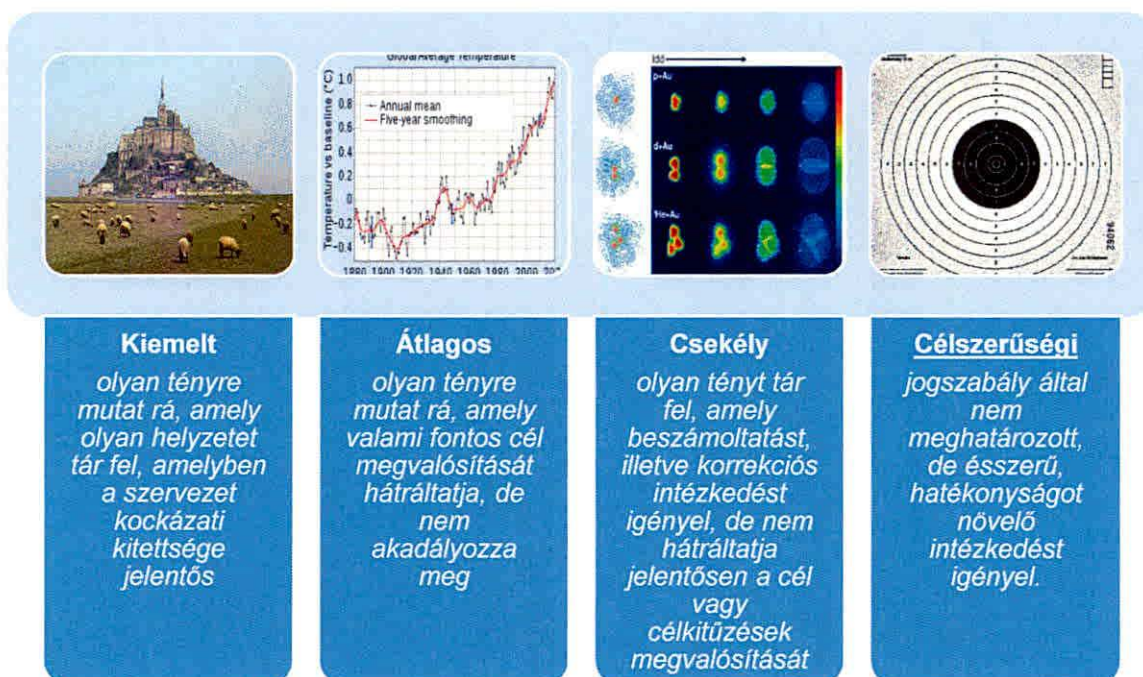 Global Average Temperature
Temperature vs baseline (°C)
1.0
0.8
0.6
0.4
0.2
0
-0.2
-0.4
Annual mean
Five-year smoothing
1880 1900 1920 1940 1960 1980 2000 202
Idő
p+Au
d+Au
³He+Au
94092
Kiemelt
olyan tényre
mutat rá, amely
olyan helyzetet
tár fel, amelyben
a szervezet
kockázati
kitettsége
jelentős
Átlagos
olyan tényre
mutat rá, amely
valami fontos cél
megvalósítását
hátráltatja, de
nem
akadályozza
meg
Csekély
olyan tényt tár
fel, amely
beszámoltatást,
illetve korrekciós
intézkedést
igényel, de nem
hátráltatja
jelentősen a cél
vagy
célkitűzések
megvalósítását
Célszerűségi
jogszabály által
nem
meghatározott,
de ésszerű,
hatékonyságot
növelő
intézkedést
igényel.